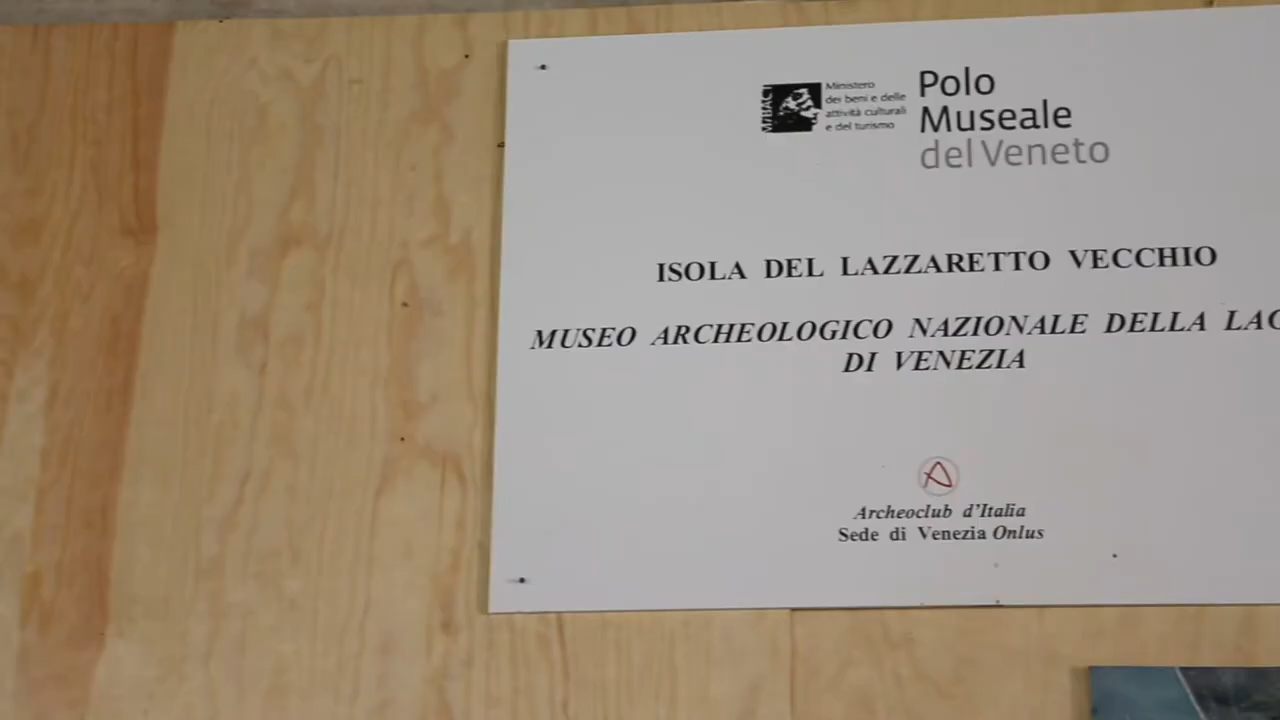 MiBACT
Ministero
dei beni e delle
attività culturali
e del turismo
Polo
Museale
del Veneto
ISOLA DEL LAZZARETTO VECCHIO
MUSEO ARCHEOLOGICO NAZIONALE DELLA
DI VENEZIA
Archeoclub d'Italia
Sede di Venezia Onlus